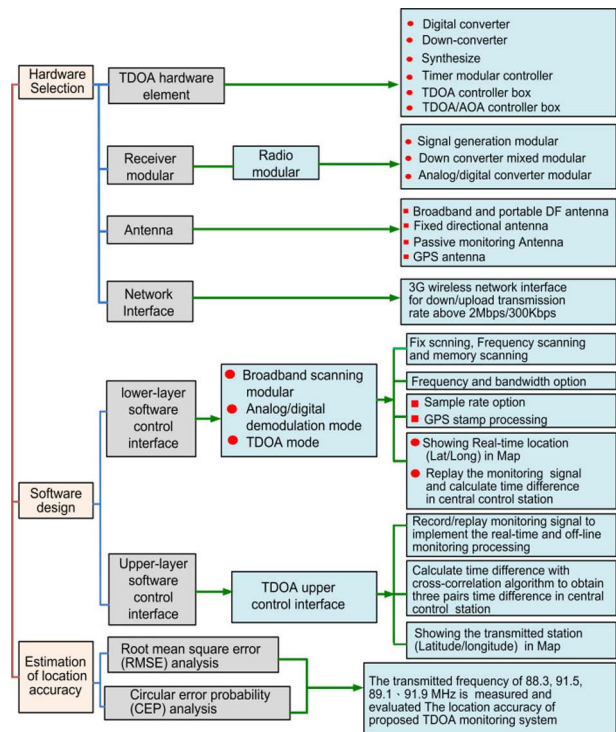 Hardware
Selection
TDOA hardware
element
Digital converter
Down-converter
Synthesize
Timer modular controller
TDOA controller box
TDOA/AOA controller box
Receiver
modular
Radio
modular
Signal generation modular
Down converter mixed modular
Analog/digital converter modular
Antenna
Broadband and portable DF antenna
Fixed directional antenna
Passive monitoring Antenna
GPS antenna
Network
Interface
3G wireless network interface
for down/upload transmission
rate above 2Mbps/300Kbps
Software
design
lower-layer
software
control
interface
Broadband scanning
modular
Analog/digital
demodulation mode
TDOA mode
Fix scnning, Frequency scanning
and memory scanning
Frequency and bandwidth option
Sample rate option
GPS stamp processing
Showing Real-time location
(Lat/Long) in Map
Replay the monitoring signal
and calculate time difference
in central control station
Upper-layer
software
control
interface
TDOA upper
control interface
Record/replay monitoring signal to
implement the real-time and off-line
monitoring processing
Calculate time difference with
cross-correlation algorithm to obtain
three pairs time difference in central
control station
Showing the transmitted station
(Latitude/longitude) in Map
Estimation
of location
accuracy
Root mean square error
(RMSE) analysis
Circular error probability
(CEP) analysis
The transmitted frequency of 88.3, 91.5,
89.1、91.9 MHz is measured and
evaluated The location accuracy of
proposed TDOA monitoring system